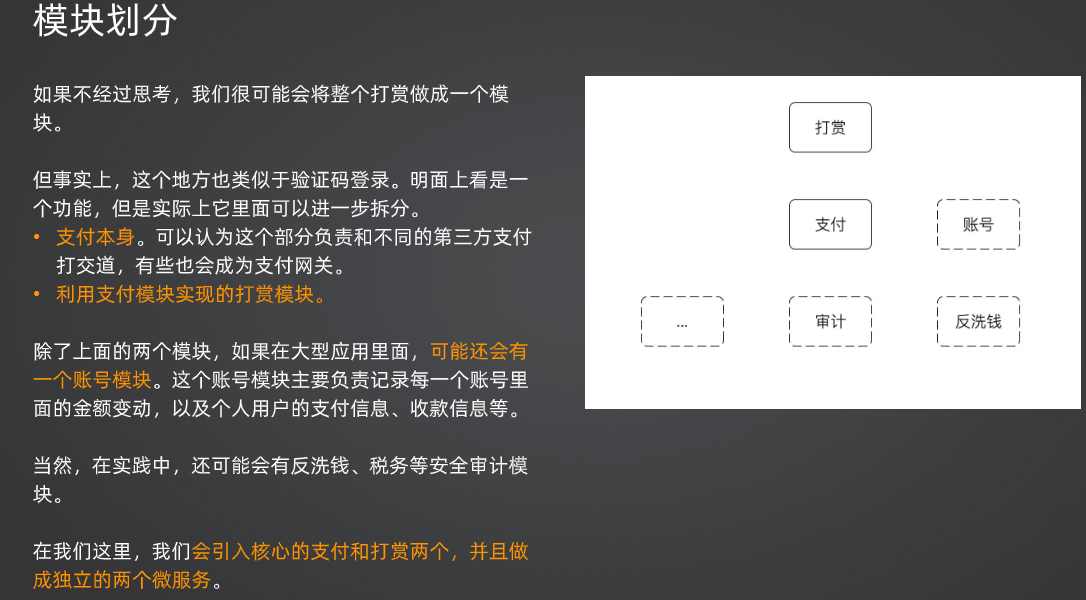 模块划分
如果不经过思考，我们很可能会将整个打赏做成一个模
块。
但事实上，这个地方也类似于验证码登录。明面上看是一
个功能，但是实际上它里面可以进一步拆分。
• 支付本身。可以认为这个部分负责和不同的第三方支付
打交道，有些也会成为支付网关。
• 利用支付模块实现的打赏模块。
除了上面的两个模块，如果在大型应用里面，可能还会有
一个账号模块。这个账号模块主要负责记录每一个账号里
面的金额变动，以及个人用户的支付信息、收款信息等。
当然，在实践中，还可能会有反洗钱、税务等安全审计模
块。
在我们这里，我们会引入核心的支付和打赏两个，并且做
成独立的两个微服务。
打赏
支付
账号
...
审计
反洗钱